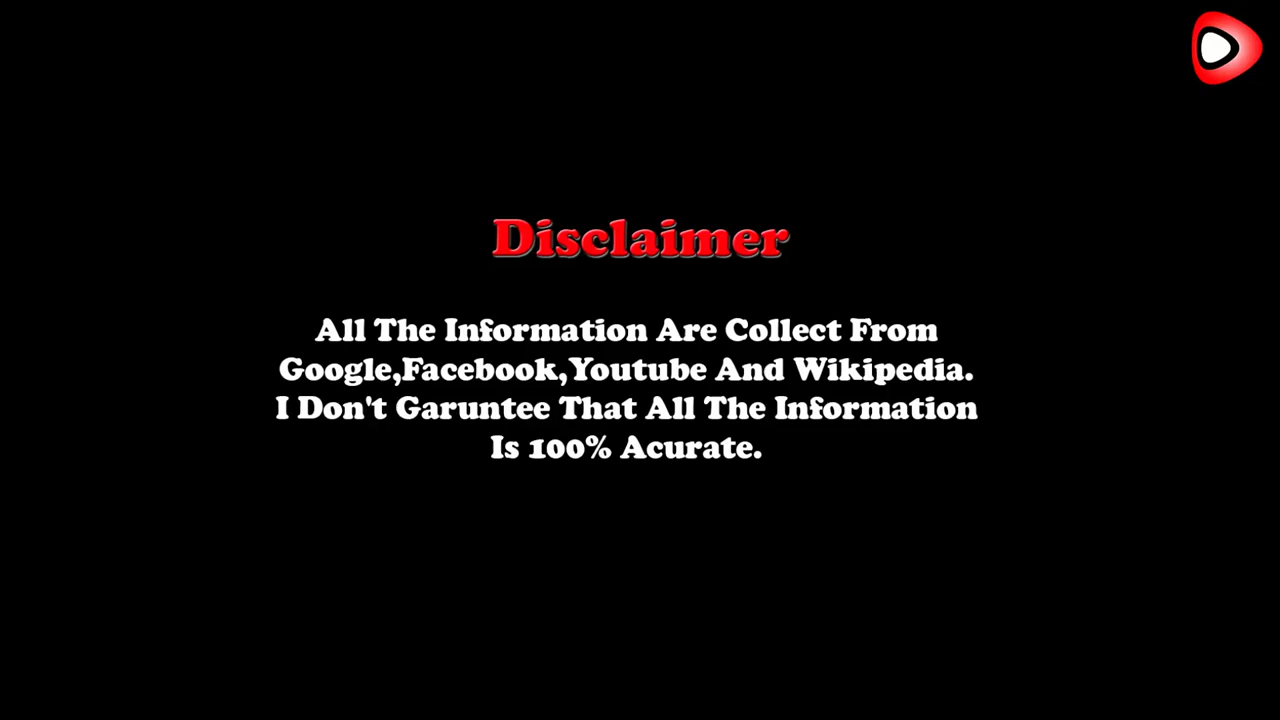 Disclaimer
All The Information Are Collect From
Google,Facebook,Youtube And Wikipedia.
I Don't Garuntee That All The Information
Is 100% Acurate.